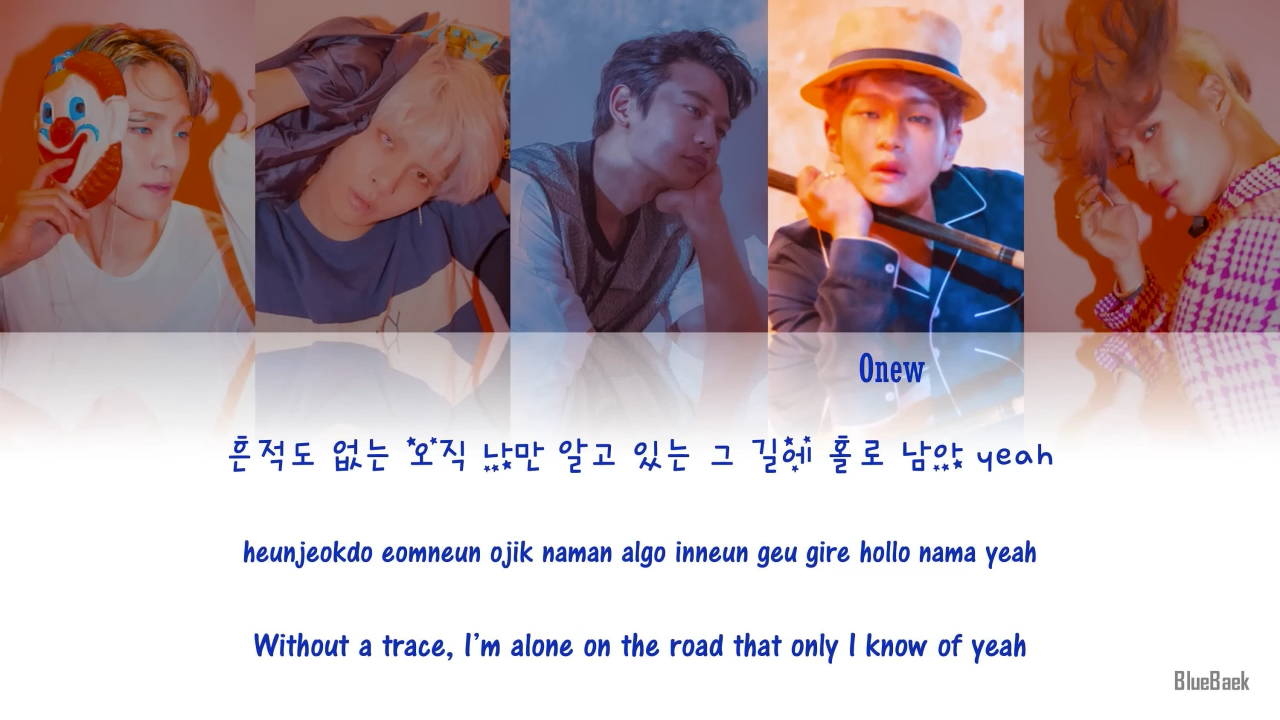 Onew
흔적도 없는 오직 나만 알고 있는 그 길에 홀로 남아 yeah
heunjeokdo eomneun ojik naman algo inneun geu gire hollo nama yeah
Without a trace, I'm alone on the road that only I know of yeah
BlueBaek